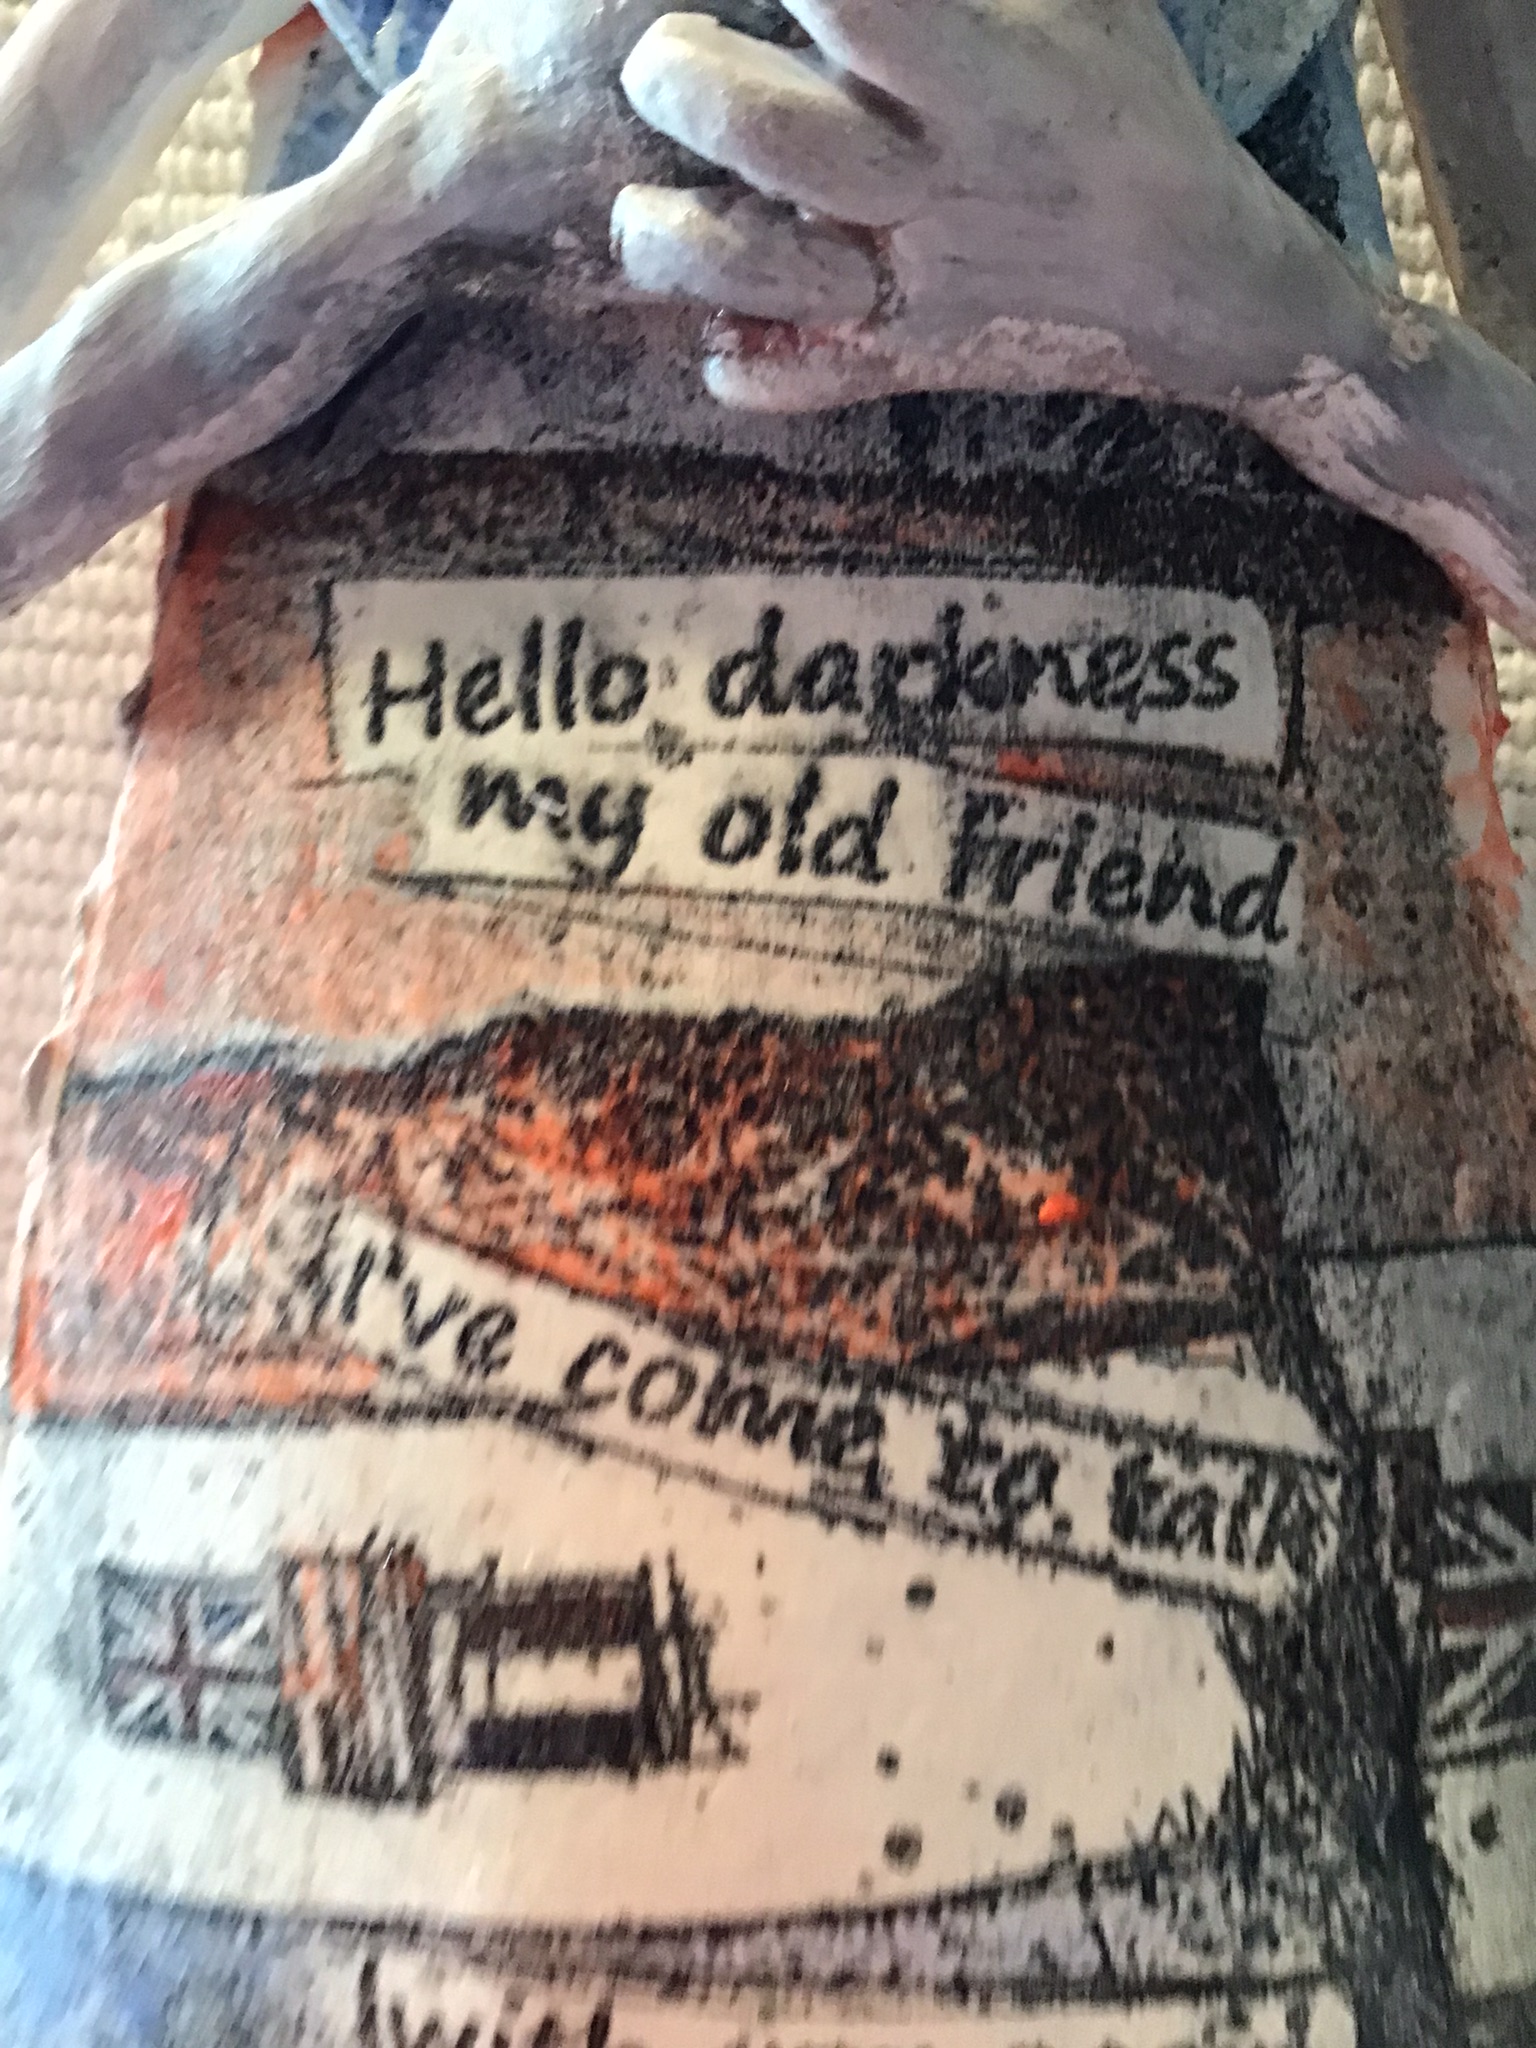 Hello darkness
my old friend
I've come to talk